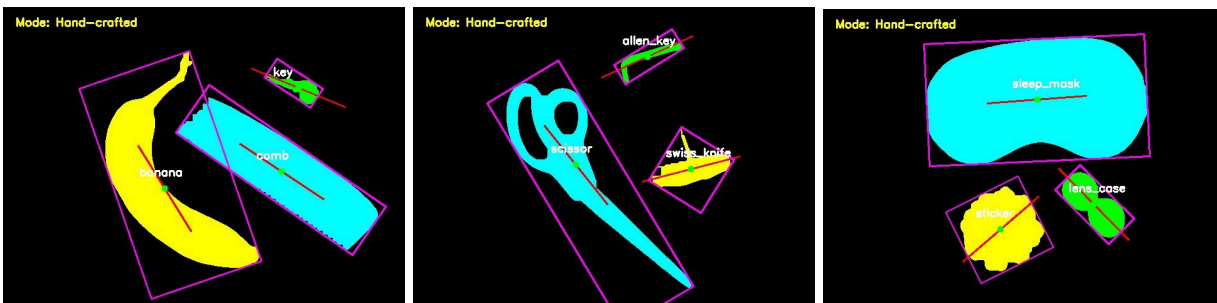 Mode: Hand-crafted
key
comb
banana
Mode: Hand-crafted
allen_key
scissor
swiss_knife
Mode: Hand-crafted
sleep_mask
lens_case
sticker